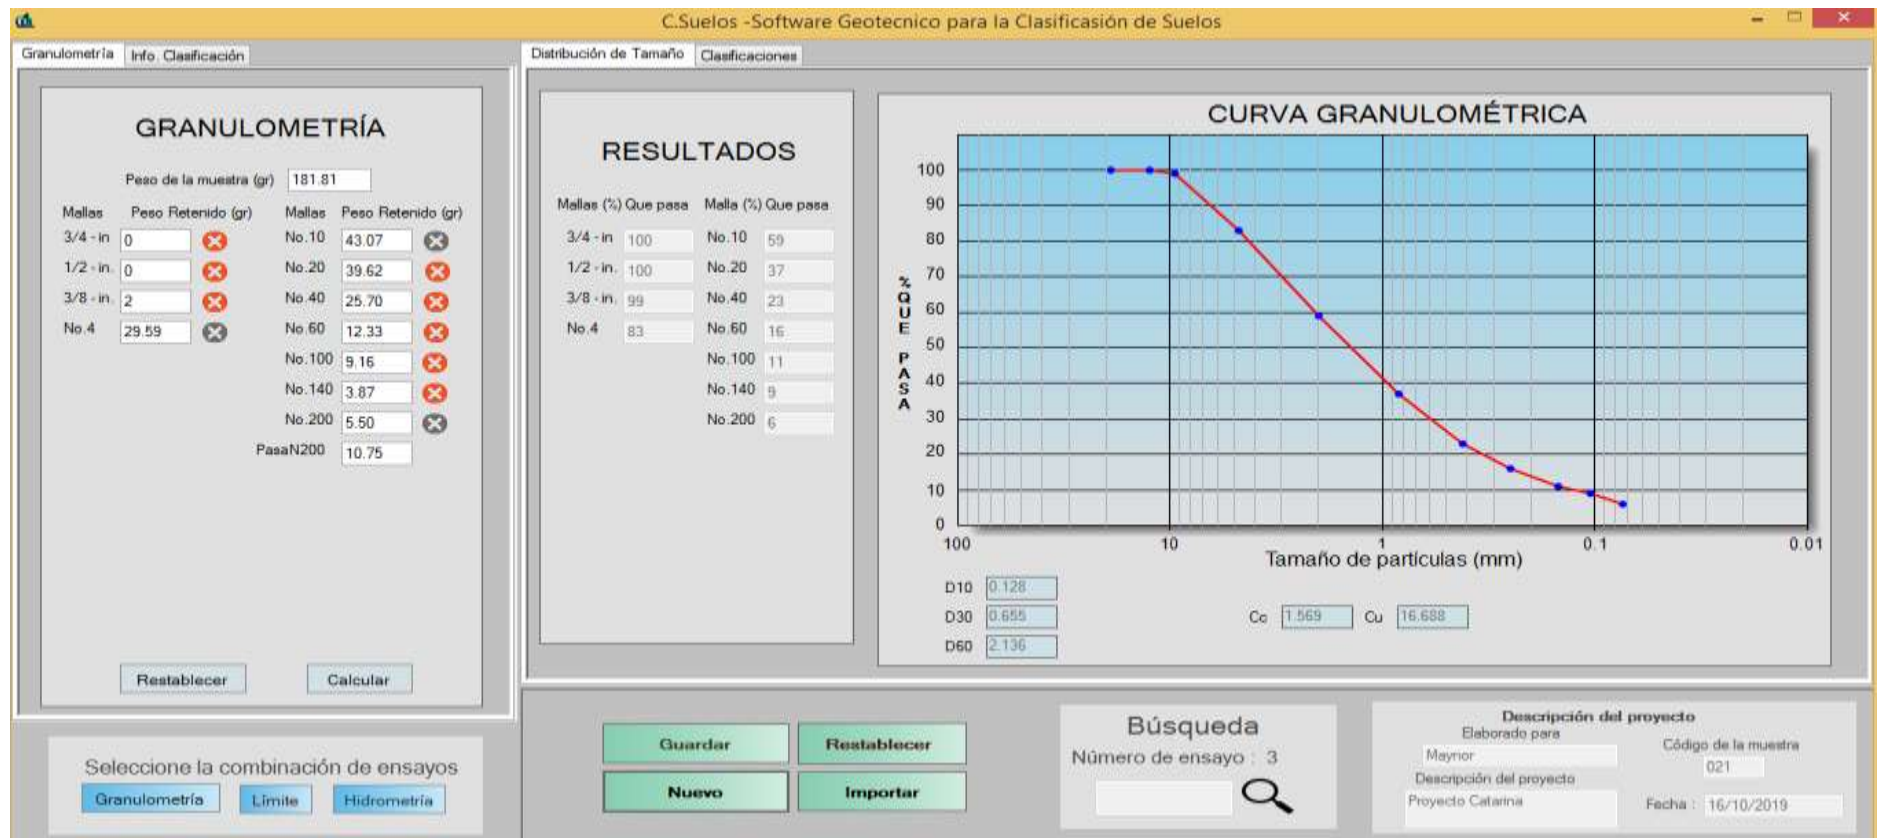 C.Suelos -Software Geotecnico para la Clasificasión de Suelos
Granulometría Info. Clasificación
GRANULOMETRÍA
Peso de la muestra (gr) 181.81
Mallas Peso Retenido (gr) Mallas Peso Retenido (gr)
3/4 - in 0 No.10 43.07
1/2 - in. 0 No.20 39.62
3/8 - in. 2 No.40 25.70
No.4 29.59 No.60 12.33
No.100 9.16
No.140 3.87
No.200 5.50
PasaN200 10.75
Restablecer Calcular
Seleccione la combinación de ensayos
Granulometría Límite Hidrometría
Distribución de Tamaño Clasificaciones
RESULTADOS
Mallas (%) Que pasa Malla (%) Que pasa
3/4 - in 100 No.10 59
1/2 - in. 100 No.20 37
3/8 - in. 99 No.40 23
No.4 83 No.60 16
No.100 11
No.140 9
No.200 6
CURVA GRANULOMÉTRICA
% QUE PASA
100
90
80
70
60
50
40
30
20
10
0
100 10 1 0.1 0.01
Tamaño de partículas (mm)
D10 0.128
D30 0.655
D60 2.136
Cc 1.569 Cu 16.688
Guardar Restablecer
Nuevo Importar
Búsqueda
Número de ensayo : 3
Descripción del proyecto
Elaborado para
Maynor
Código de la muestra
021
Descripción del proyecto
Proyecto Catarina
Fecha : 16/10/2019